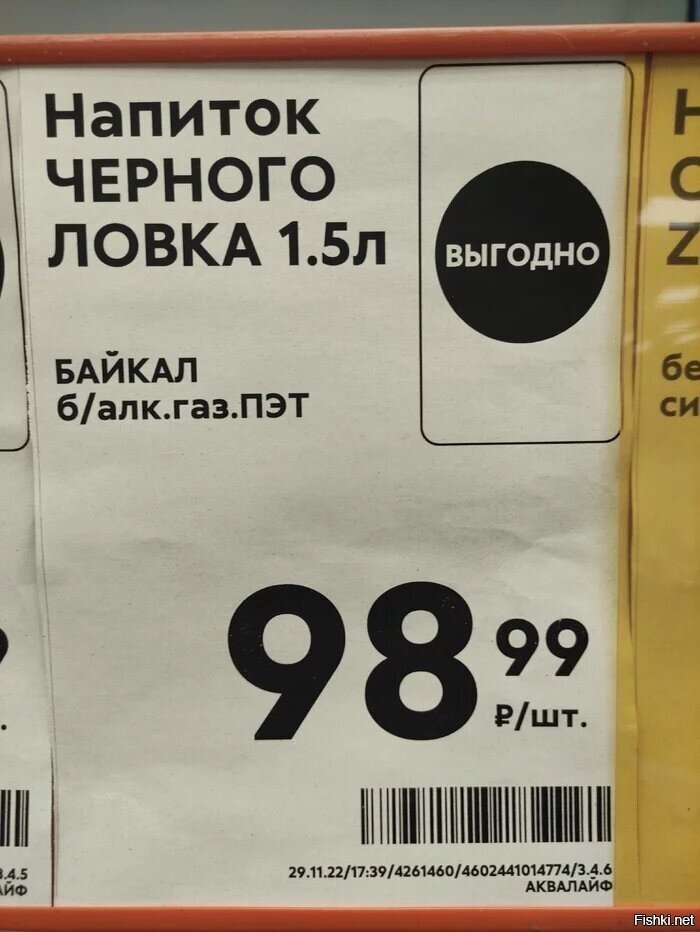 Напиток
ЧЕРНОГО
ЛОВКА 1.5л
ВЫГОДНО
БАЙКАЛ
б/алк.газ.ПЭТ
98 99
₽/шт.
29.11.22/17:39/4261460/4602441014774/3.4.6
АКВАЛАЙФ
Fishki.net